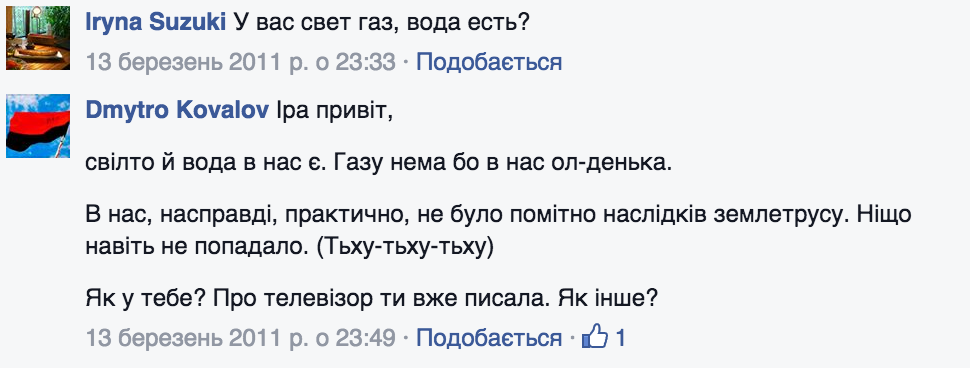 Iryna Suzuki У вас свет газ, вода есть?
13 березень 2011 р. о 23:33 · Подобається
Dmytro Kovalov Іра привіт,
свілто й вода в нас є. Газу нема бо в нас ол-денька.
В нас, насправді, практично, не було помітно наслідків землетрусу. Ніщо
навіть не попадало. (Тьху-тьху-тьху)
Як у тебе? Про телевізор ти вже писала. Як інше?
13 березень 2011 р. о 23:49 · Подобається · 1